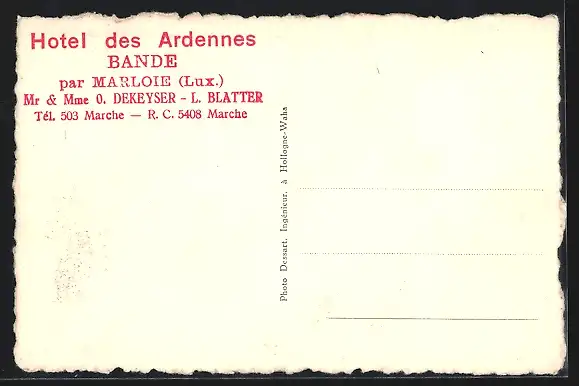 Hotel des Ardennes
BANDE
par MARLOIE (Lux.)
Mr & Mme O. DEKEYSER - L. BLATTER
Tél. 503 Marche — R. C. 5408 Marche
Photo Dessart, Ingénieur, à Hollogne-Waha